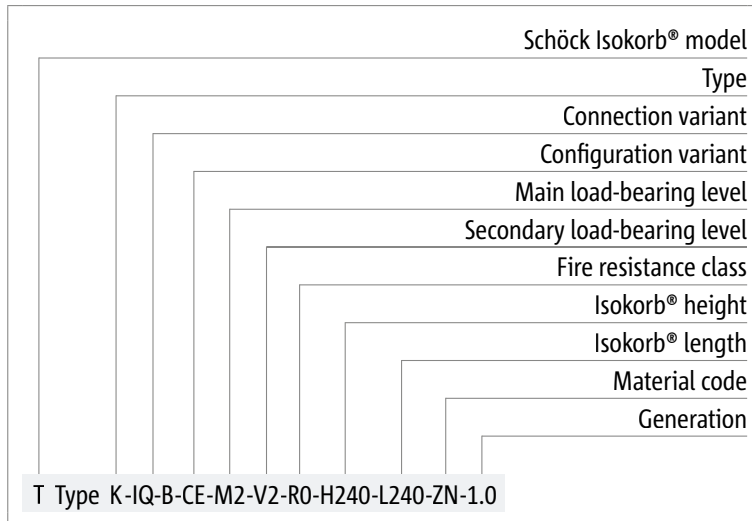 Schöck Isokorb® model
Type
Connection variant
Configuration variant
Main load-bearing level
Secondary load-bearing level
Fire resistance class
Isokorb® height
Isokorb® length
Material code
Generation
T Type K-IQ-B-CE-M2-V2-R0-H240-L240-ZN-1.0